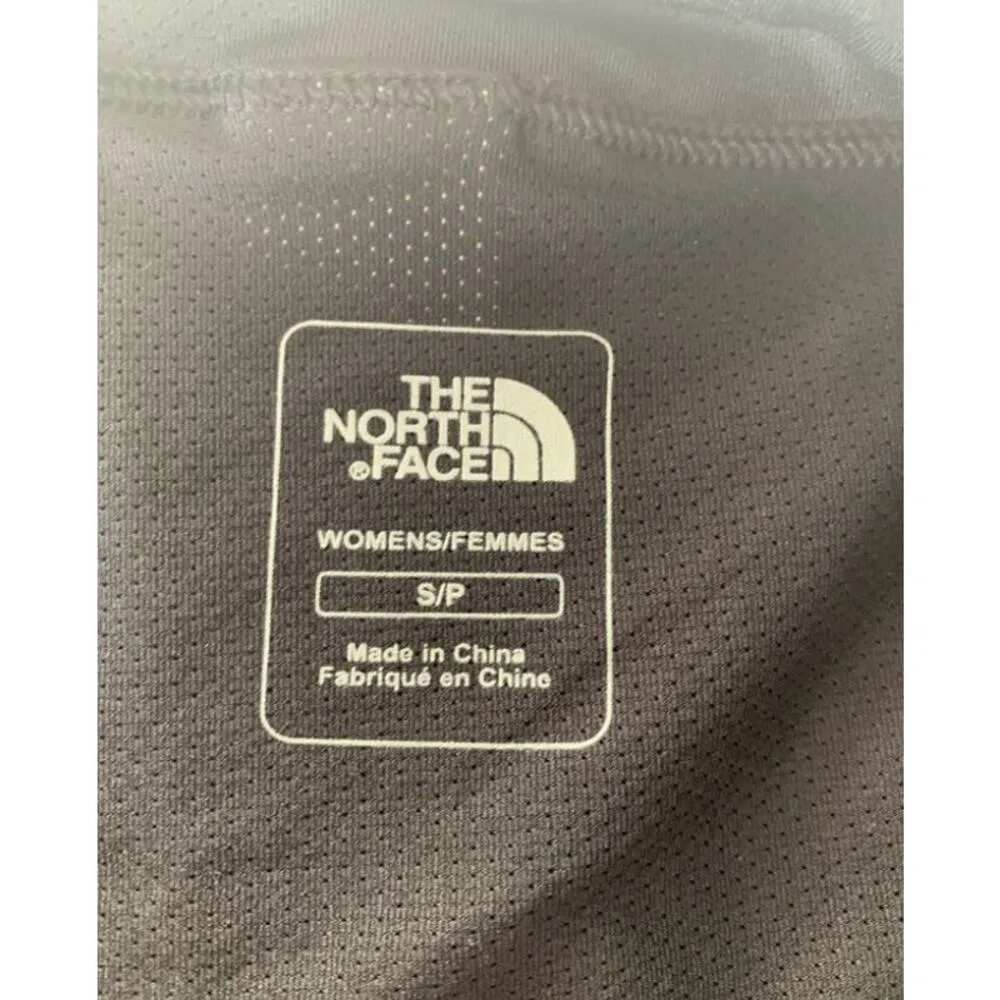 THE
NORTH
®FACE
WOMENS/FEMMES
S/P
Made in China
Fabriqué en Chine